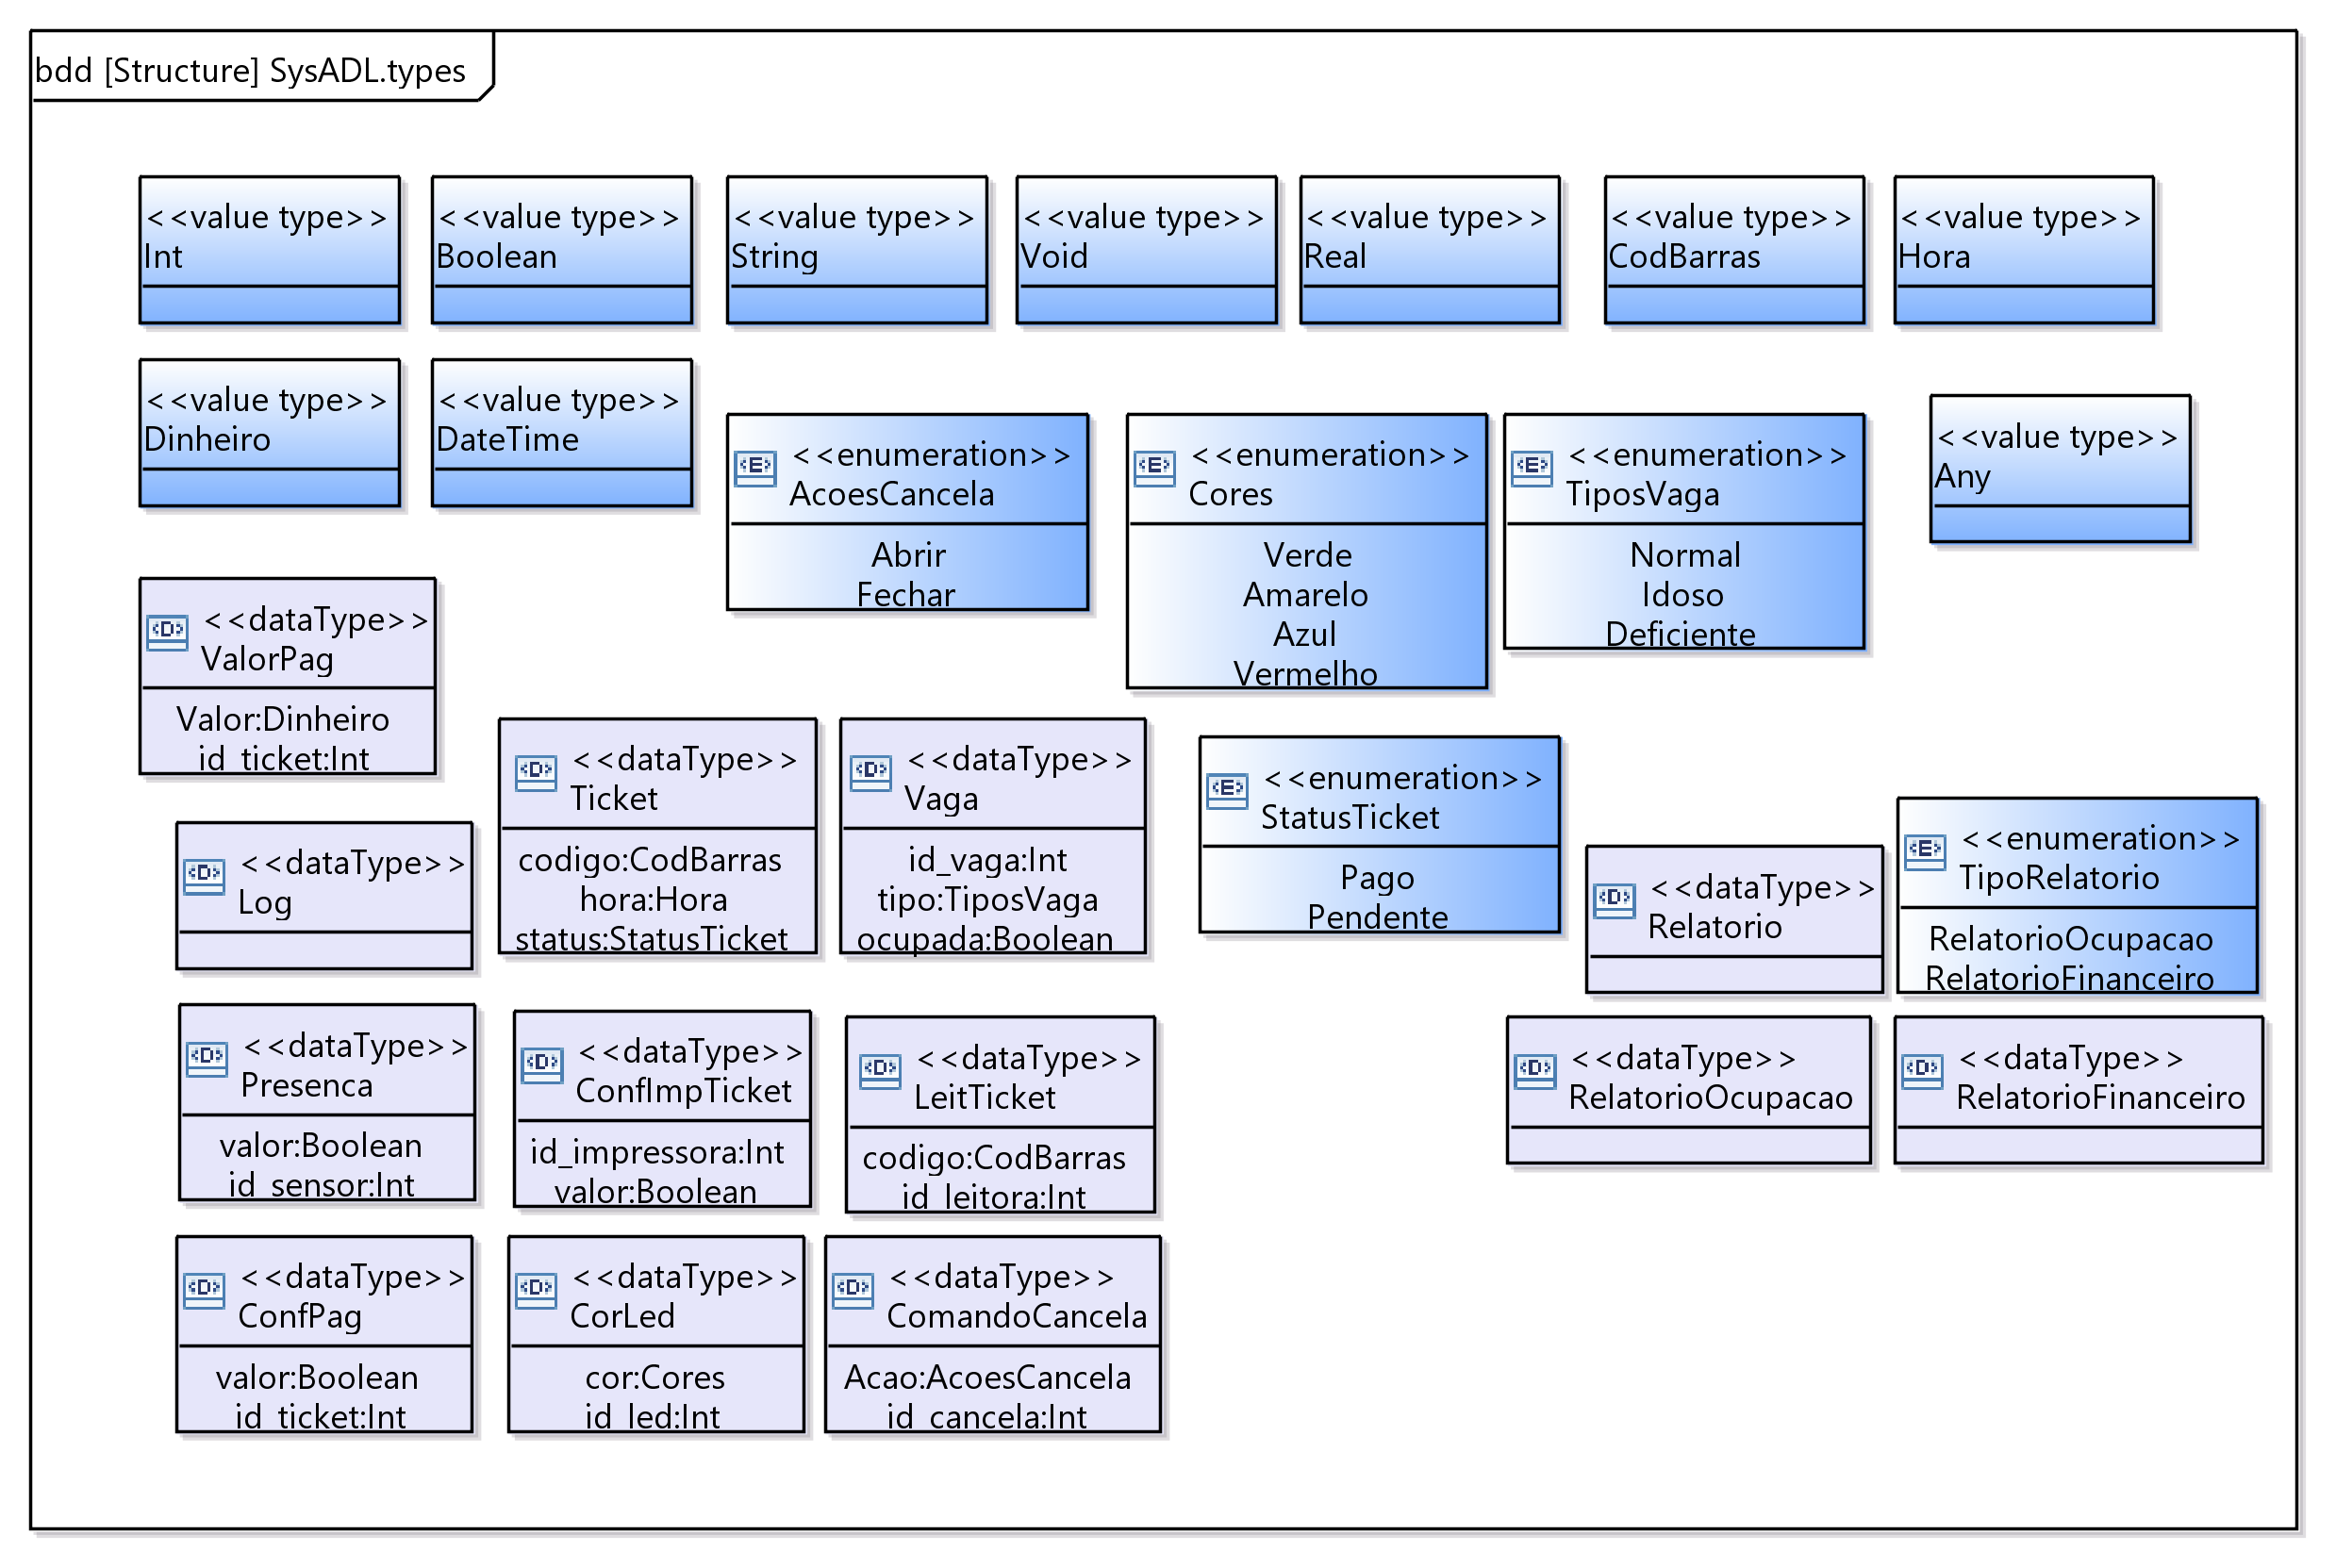 bdd [Structure] SysADL.types
<<value type>>
Int
<<value type>>
Boolean
<<value type>>
String
<<value type>>
Void
<<value type>>
Real
<<value type>>
CodBarras
<<value type>>
Hora
<<value type>>
Dinheiro
<<value type>>
DateTime
<<enumeration>>
AcoesCancela
Abrir
Fechar
<<enumeration>>
Cores
Verde
Amarelo
Azul
Vermelho
<<enumeration>>
TiposVaga
Normal
Idoso
Deficiente
<<value type>>
Any
<<dataType>>
ValorPag
Valor:Dinheiro
id_ticket:Int
<<dataType>>
Ticket
codigo:CodBarras
hora:Hora
status:StatusTicket
<<dataType>>
Vaga
id_vaga:Int
tipo:TiposVaga
ocupada:Boolean
<<enumeration>>
StatusTicket
Pago
Pendente
<<dataType>>
Log
<<dataType>>
Relatorio
<<enumeration>>
TipoRelatorio
RelatorioOcupacao
RelatorioFinanceiro
<<dataType>>
Presenca
valor:Boolean
id_sensor:Int
<<dataType>>
ConfImpTicket
id_impressora:Int
valor:Boolean
<<dataType>>
LeitTicket
codigo:CodBarras
id_leitora:Int
<<dataType>>
RelatorioOcupacao
<<dataType>>
RelatorioFinanceiro
<<dataType>>
ConfPag
valor:Boolean
id_ticket:Int
<<dataType>>
CorLed
cor:Cores
id_led:Int
<<dataType>>
ComandoCancela
Acao:AcoesCancela
id_cancela:Int